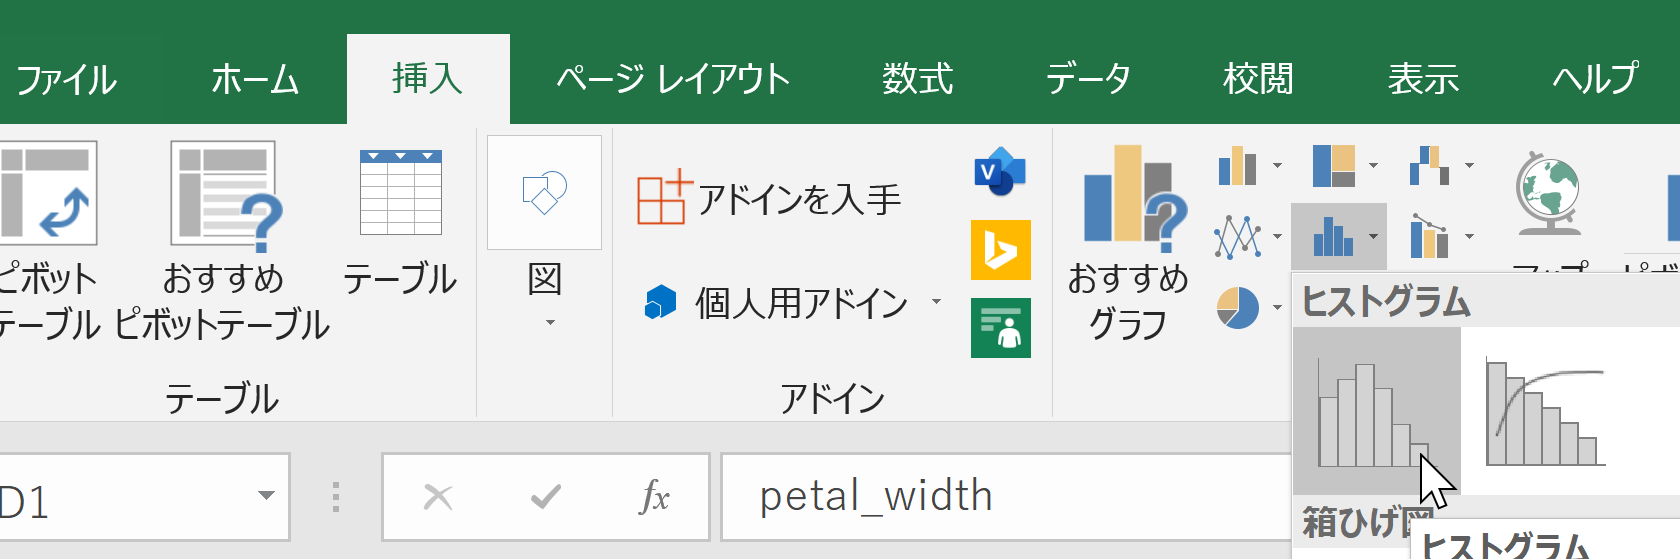 ファイル ホーム 挿入 ページ レイアウト 数式 データ 校閲 表示 ヘルプ
ピボット
テーブル
おすすめ
ピボットテーブル
テーブル
テーブル
図
アドインを入手
個人用アドイン
アドイン
V
b
おすすめ
グラフ
マップ
ヒストグラム
箱ひげ図
ヒストグラム
D1
fx
petal_width